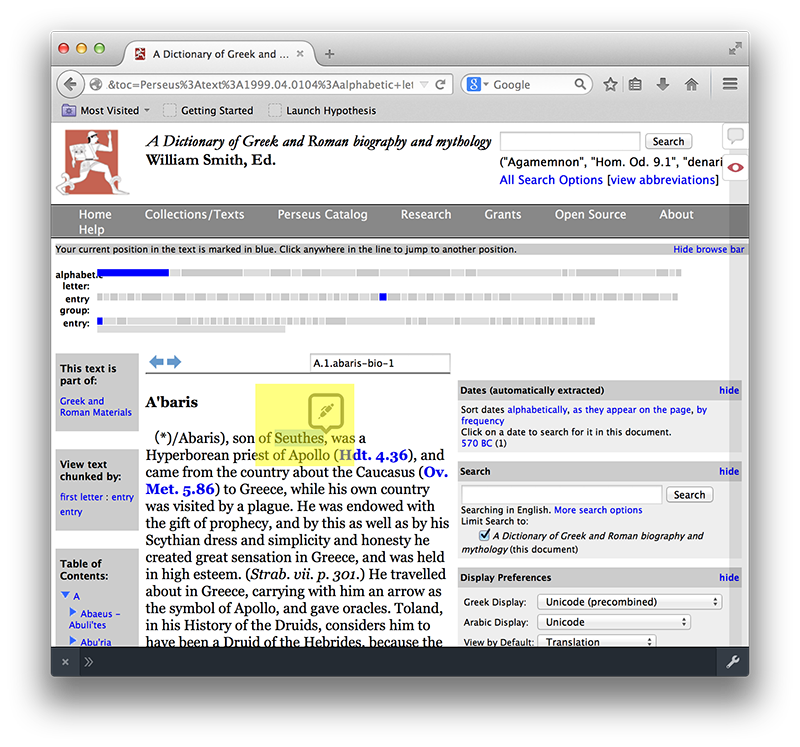 A Dictionary of Greek and ...
&toc=Perseus%3Atext%3A1999.04.0104%3Aalphabetic+let
Google
Most Visited
Getting Started
Launch Hypothesis
A Dictionary of Greek and Roman biography and mythology
William Smith, Ed.
Search
("Agamemnon", "Hom. Od. 9.1", "denari
All Search Options [view abbreviations]
Home
Collections/Texts
Perseus Catalog
Research
Grants
Open Source
About
Help
Your current position in the text is marked in blue. Click anywhere in the line to jump to another position.
Hide browse bar
alphabetic
letter:
entry
group:
entry:
This text is
part of:
Greek and
Roman Materials
View text
chunked by:
first letter : entry
entry
Table of
Contents:
A
Abaeus –
Abuli'tes
Abu'ria
A.1.abaris-bio-1
A'baris
(*)/Abaris), son of Seuthes, was a
Hyperborean priest of Apollo (Hdt. 4.36), and
came from the country about the Caucasus (Ov.
Met. 5.86) to Greece, while his own country
was visited by a plague. He was endowed with
the gift of prophecy, and by this as well as by his
Scythian dress and simplicity and honesty he
created great sensation in Greece, and was held
in high esteem. (Strab. vii. p. 301.) He travelled
about in Greece, carrying with him an arrow as
the symbol of Apollo, and gave oracles. Toland,
in his History of the Druids, considers him to
have been a Druid of the Hebrides, because the
Dates (automatically extracted)
hide
Sort dates alphabetically, as they appear on the page, by
frequency
Click on a date to search for it in this document.
570 BC (1)
Search
hide
Search
Searching in English. More search options
Limit Search to:
A Dictionary of Greek and Roman biography and
mythology (this document)
Display Preferences
hide
Greek Display:
Unicode (precombined)
Arabic Display:
Unicode
View by Default:
Translation